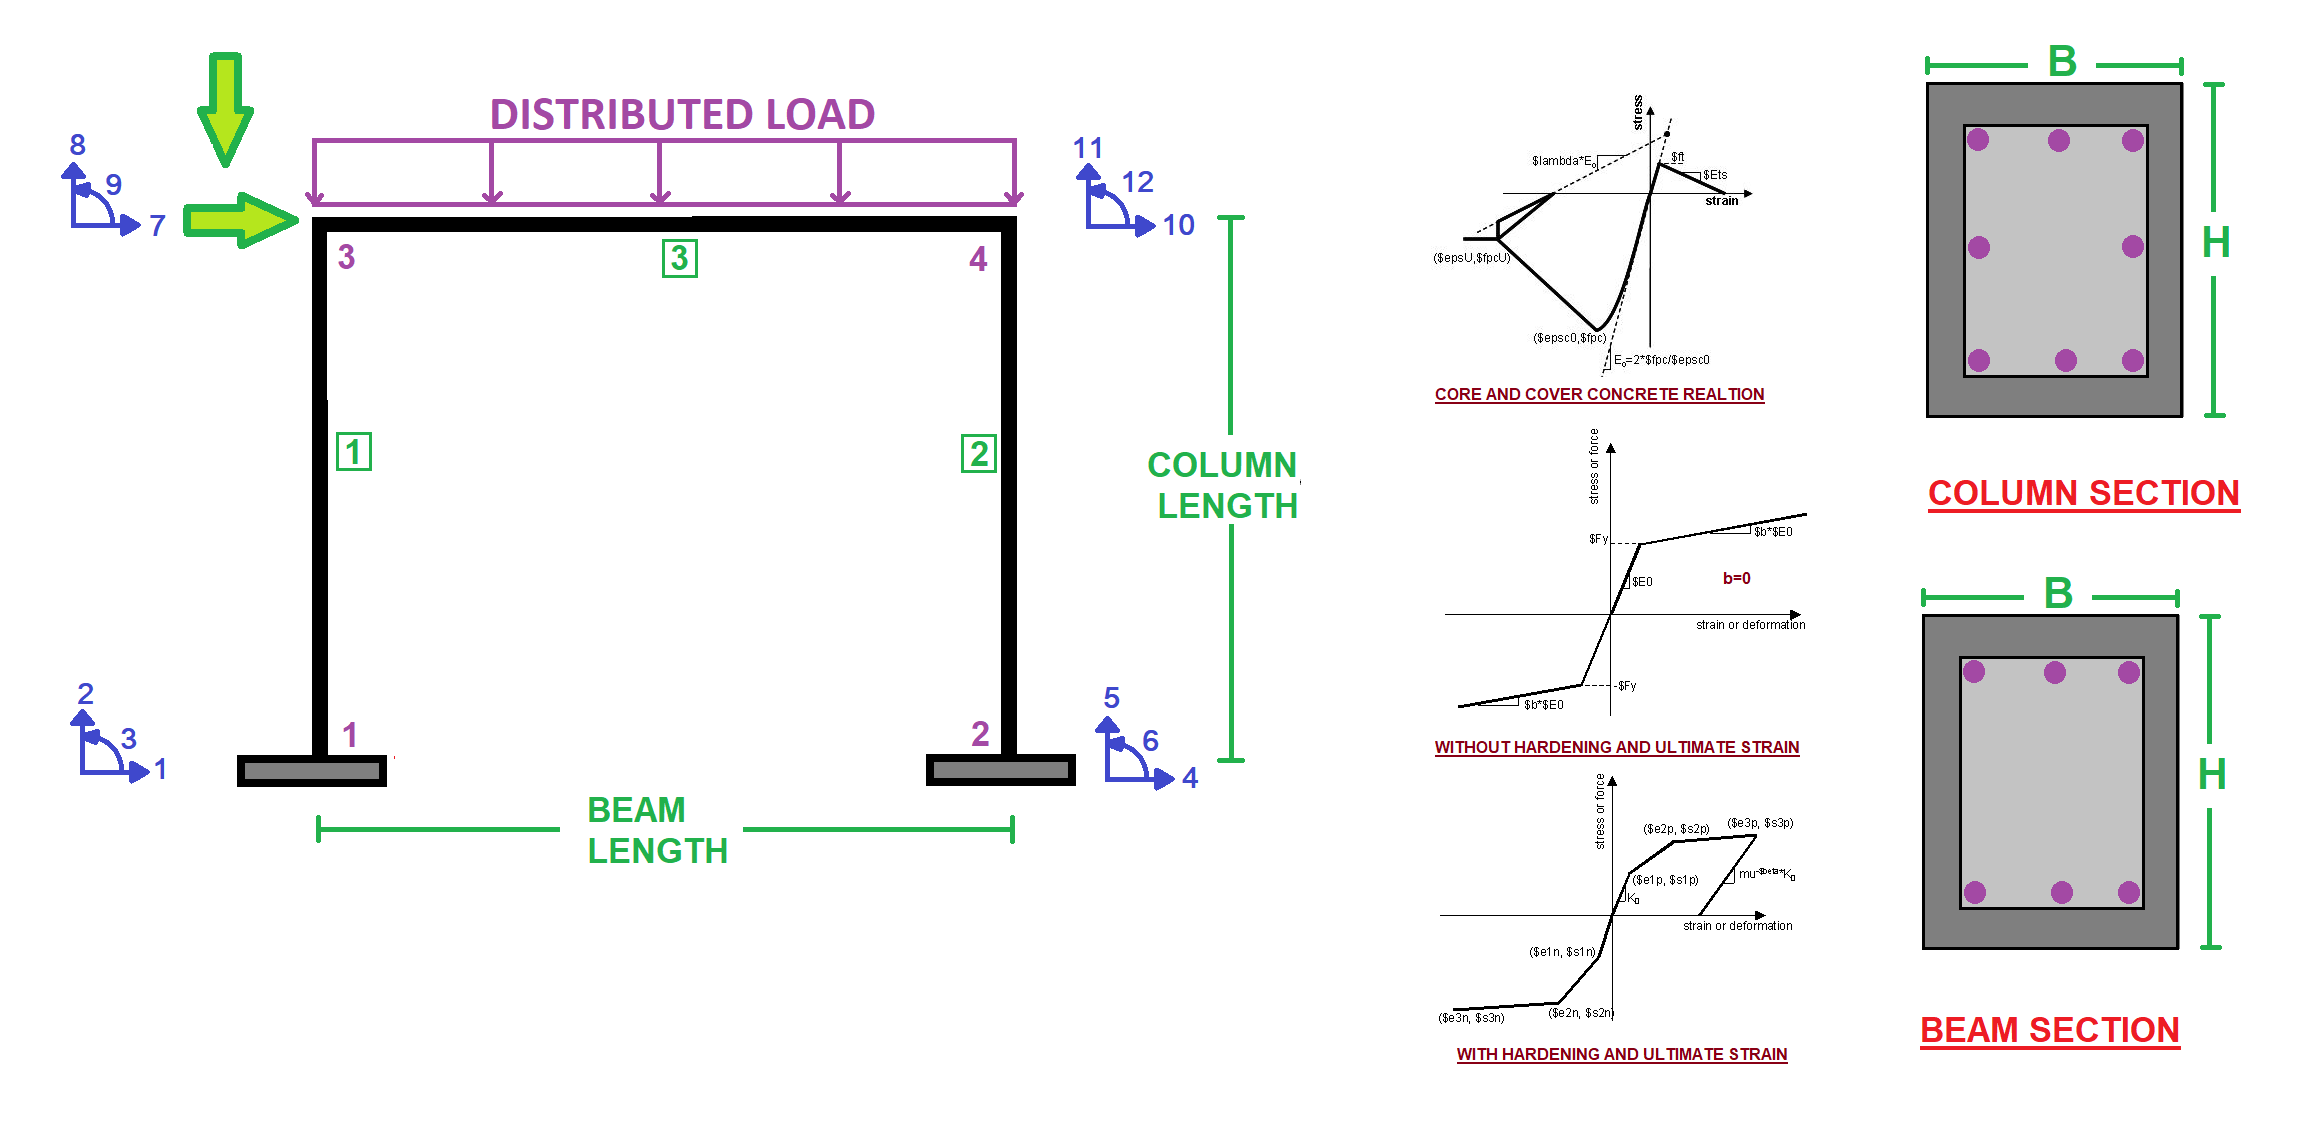 DISTRIBUTED LOAD
8
9
7
11
12
10
3
3
4
1
2
COLUMN
LENGTH
2
3
1
1
2
5
6
4
BEAM
LENGTH
stress
$lambda*E₀
$ft
$Ets
strain
($epsU,$fpcU)
($epsc0,$fpc)
E₀=2*$fpc/$epsc0
CORE AND COVER CONCRETE REALTION
stress or force
$Fy
$b*$E0
$E0
b=0
strain or deformation
-$Fy
$b*$E0
WITHOUT HARDENING AND ULTIMATE STRAIN
stress or force
($e2p, $s2p)
($e3p, $s3p)
($e1p, $s1p)
mu-$beta*K0
K0
strain or deformation
($e1n, $s1n)
($e2n, $s2n)
($e3n, $s3n)
WITH HARDENING AND ULTIMATE STRAIN
B
H
COLUMN SECTION
B
H
BEAM SECTION